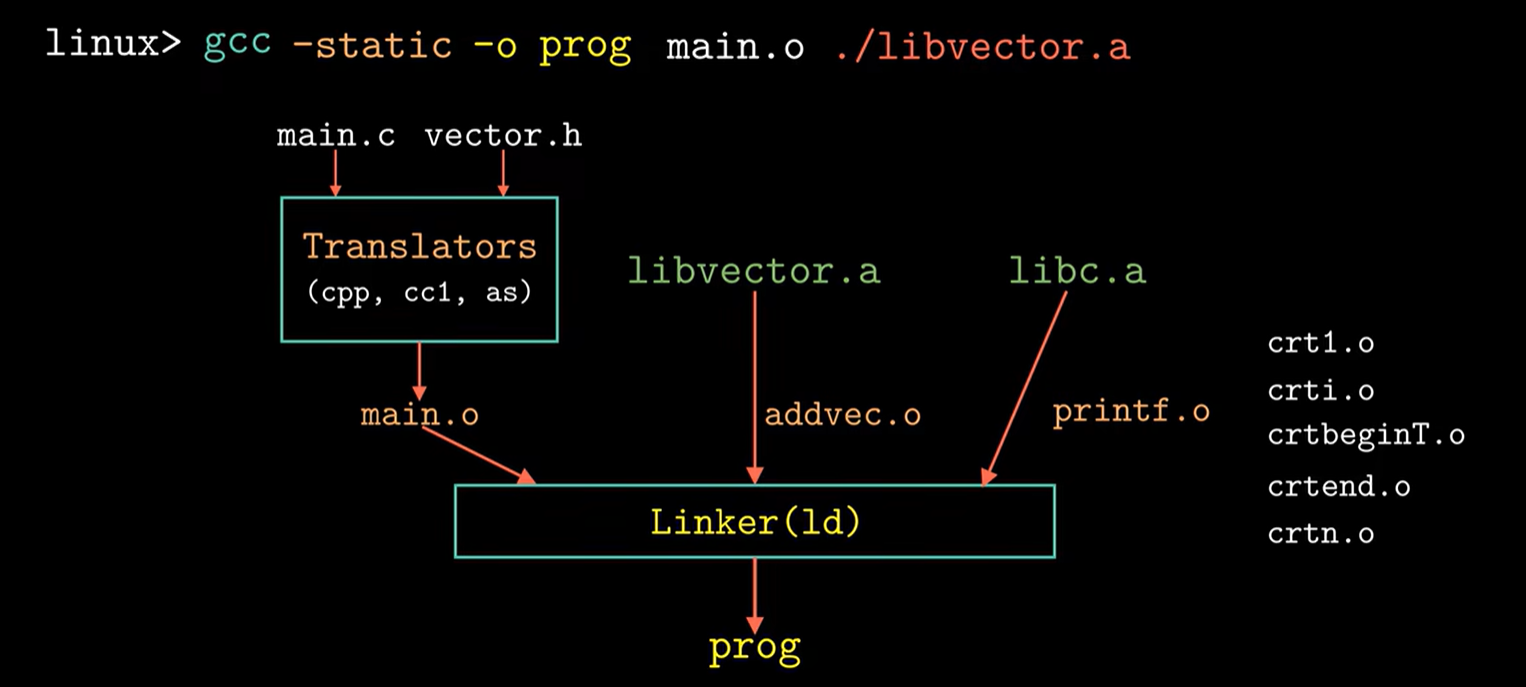 linux> gcc -static -o prog main.o ./libvector.a
main.c vector.h
Translators
(cpp, cc1, as)
libvector.a
libc.a
crt1.o
crti.o
main.o
addvec.o
printf.o
crtbeginT.o
crtend.o
Linker(ld)
crtn.o
prog